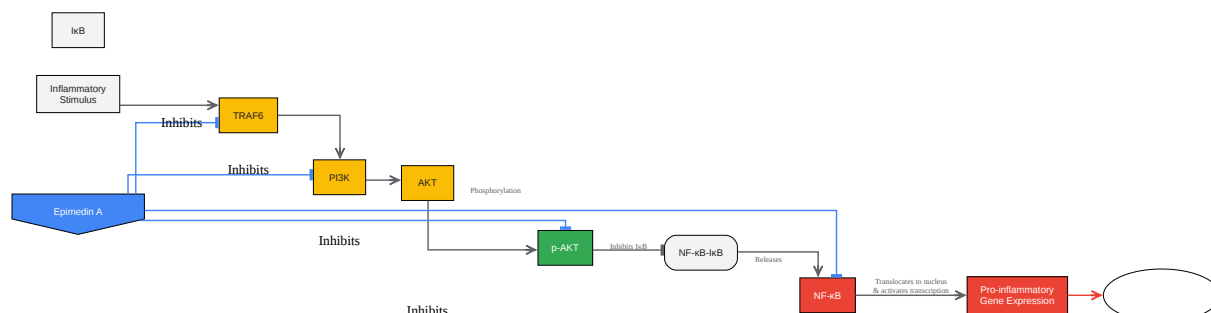 IκB
Inflammatory
Stimulus
TRAF6
Inhibits
Inhibits
PI3K
AKT
Phosphorylation
Epimedin A
Inhibits
p-AKT
Inhibits IκB
NF-κB-IκB
Releases
NF-κB
Translocates to nucleus
& activates transcription
Pro-inflammatory
Gene Expression
Inhibits